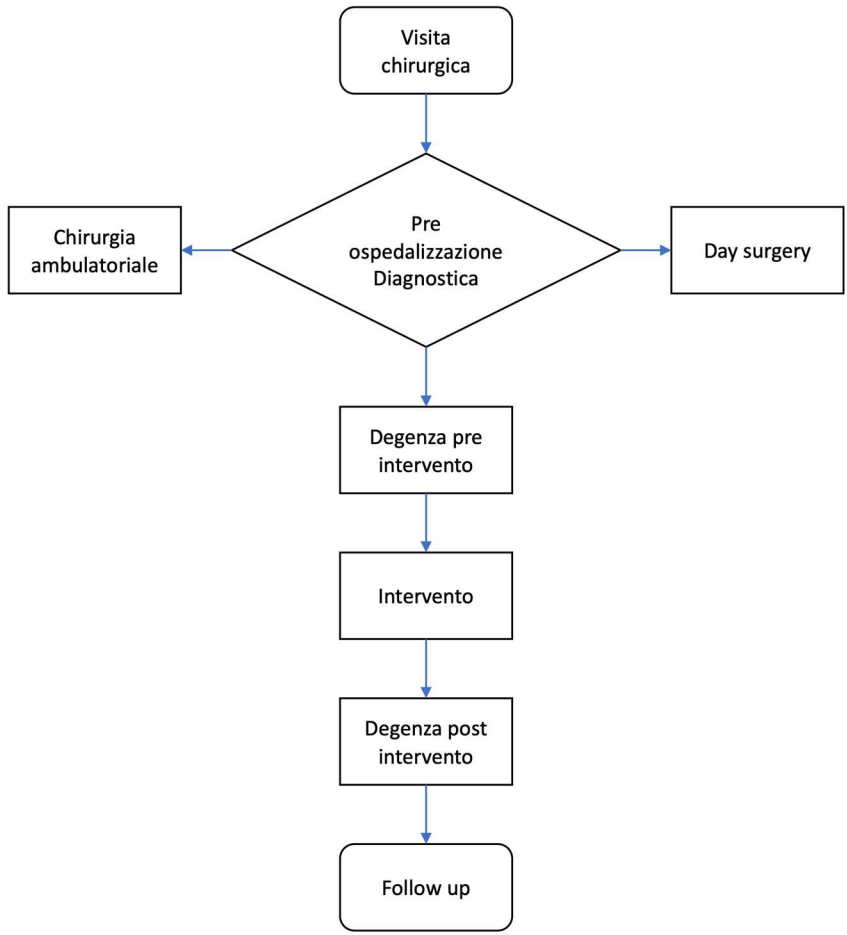 Visita
chirurgica
Chirurgia
ambulatoriale
Pre
ospedalizzazione
Diagnostica
Day surgery
Degenza pre
intervento
Intervento
Degenza post
intervento
Follow up